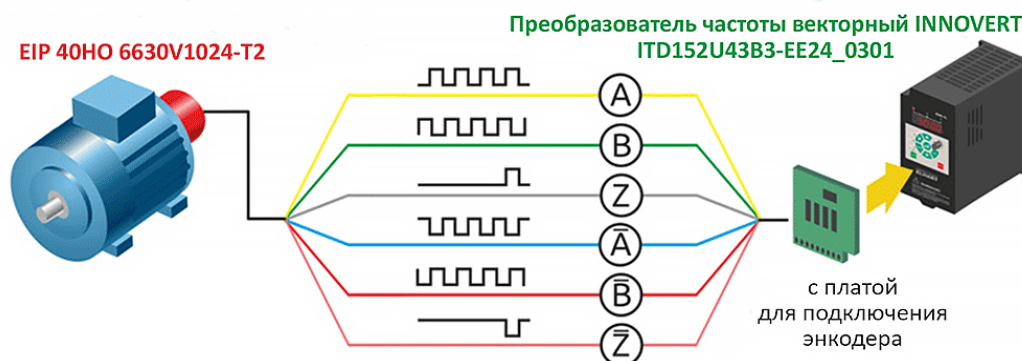 Преобразователь частоты векторный INNOVERT
ITD152U43B3-EE24_0301
EIP 40HO 6630V1024-T2
A
B
Z
A̅
B̅
Z̅
с платой
для подключения
энкодера